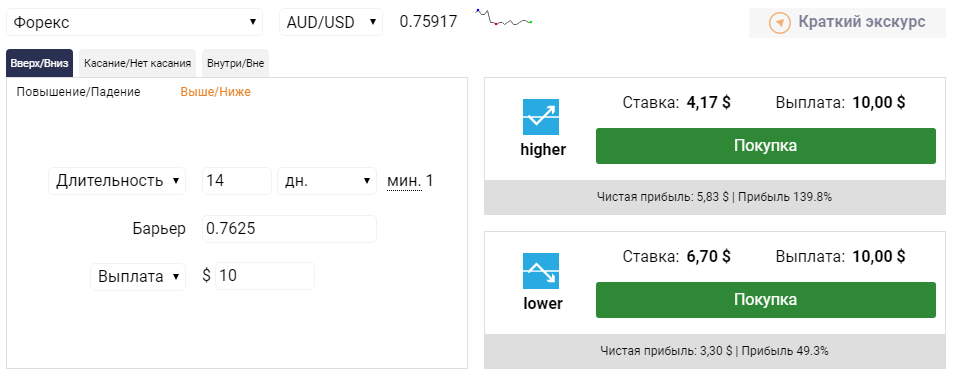 Форекс AUD/USD 0.75917 Краткий экскурс
Вверх/Вниз Касание/Нет касания Внутри/Вне
Повышение/Падение Выше/Ниже
Длительность 14 дн. мин. 1
Барьер 0.7625
Выплата $ 10
Ставка: 4,17 $ Выплата: 10,00 $
higher
Покупка
Чистая прибыль: 5,83 $ | Прибыль 139.8%
Ставка: 6,70 $ Выплата: 10,00 $
lower
Покупка
Чистая прибыль: 3,30 $ | Прибыль 49.3%